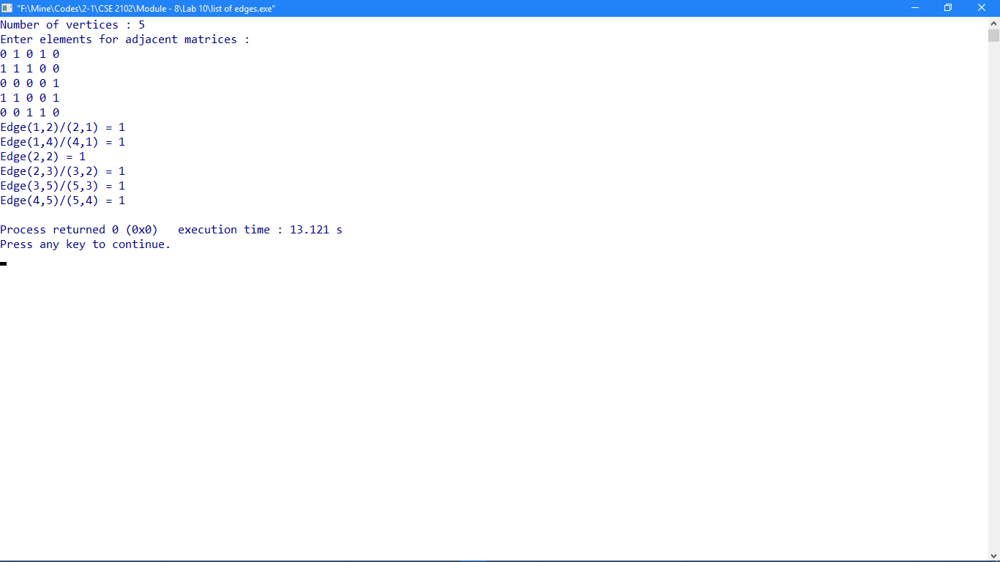 "F:\Mine\Codes\2-1\CSE 2102\Module - 8\Lab 10\list of edges.exe"
Number of vertices : 5
Enter elements for adjacent matrices :
0 1 0 1 0
1 1 1 0 0
0 0 0 0 1
1 1 0 0 1
0 0 1 1 0
Edge(1,2)/(2,1) = 1
Edge(1,4)/(4,1) = 1
Edge(2,2) = 1
Edge(2,3)/(3,2) = 1
Edge(3,5)/(5,3) = 1
Edge(4,5)/(5,4) = 1
Process returned 0 (0x0)   execution time : 13.121 s
Press any key to continue.